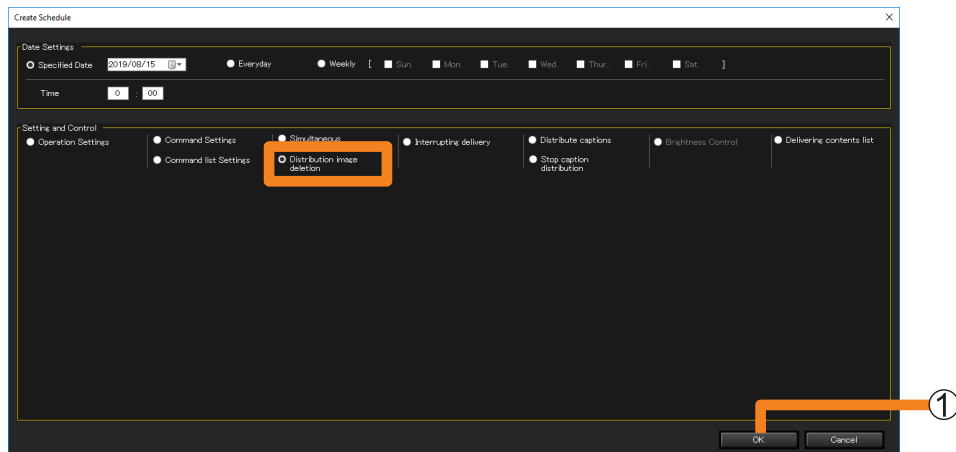 Create Schedule
Date Settings
Specified Date 2019/08/15 Everyday Weekly [ Sun. Mon. Tue. Wed. Thur. Fri. Sat. ]
Time 0 : 00
Setting and Control
Operation Settings Command Settings Simultaneous Interrupting delivery Distribute captions Brightness Control Delivering contents list
Command list Settings Distribution image deletion Stop caption distribution
OK Cancel
①